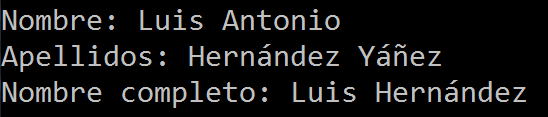 Nombre: Luis Antonio
Apellidos: Hernández Yáñez
Nombre completo: Luis Hernández